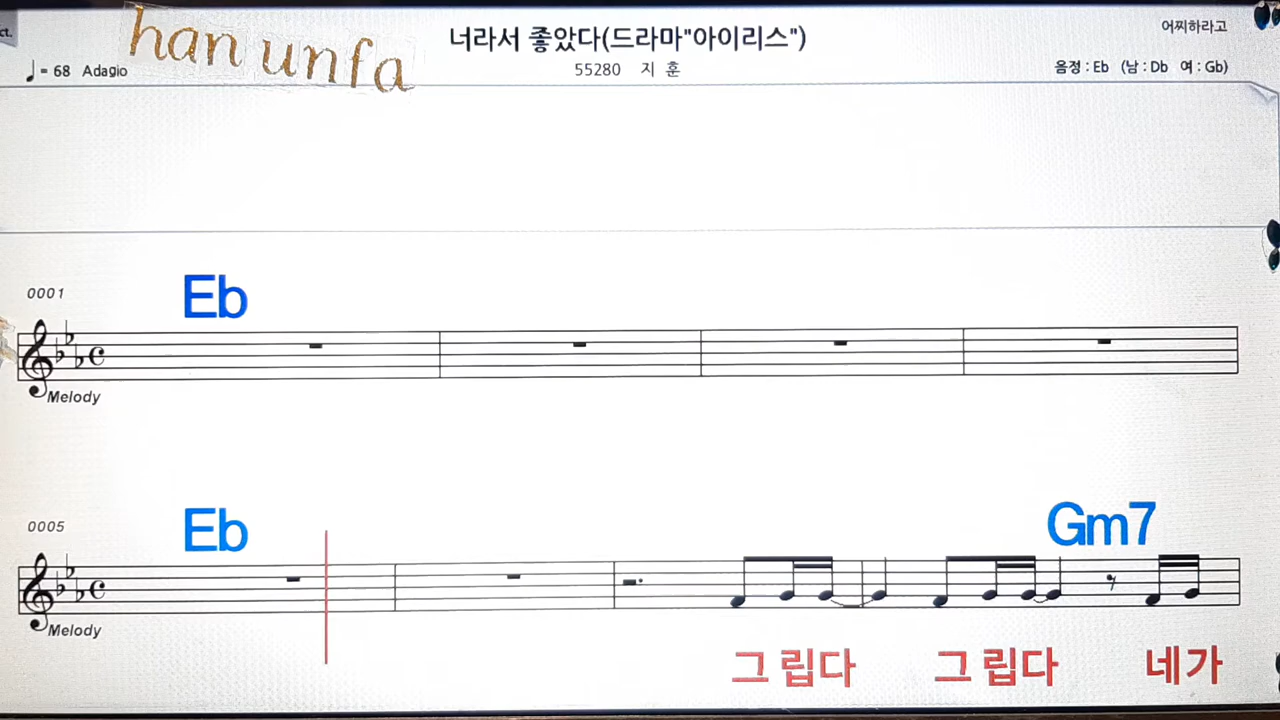 ct.
han unfa
너라서 좋았다(드라마"아이리스")
어찌하라고
♩= 68 Adagio
55280 지 훈
음정 : Eb (남 : Db 여 : Gb)
0001
Eb
Melody
0005
Eb
Gm7
Melody
그 립다 그 립다 네가